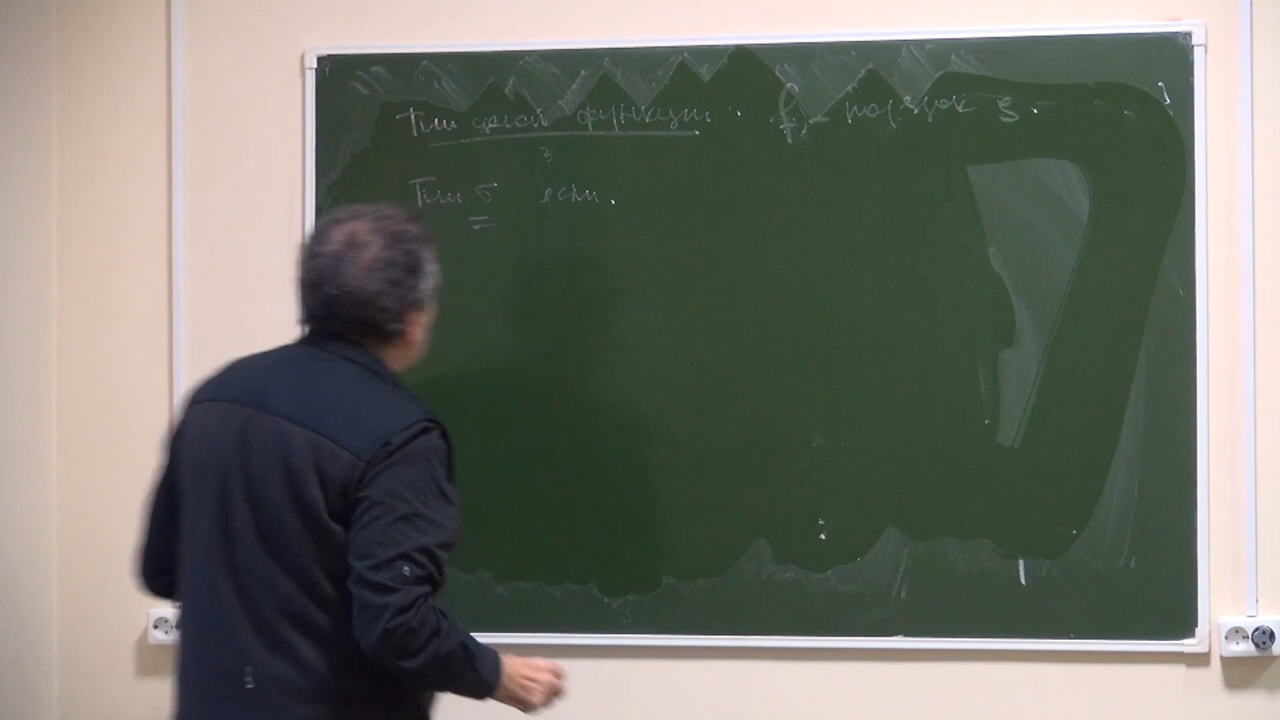 Тип целой функции. f - порядок ρ.
Тип σ если